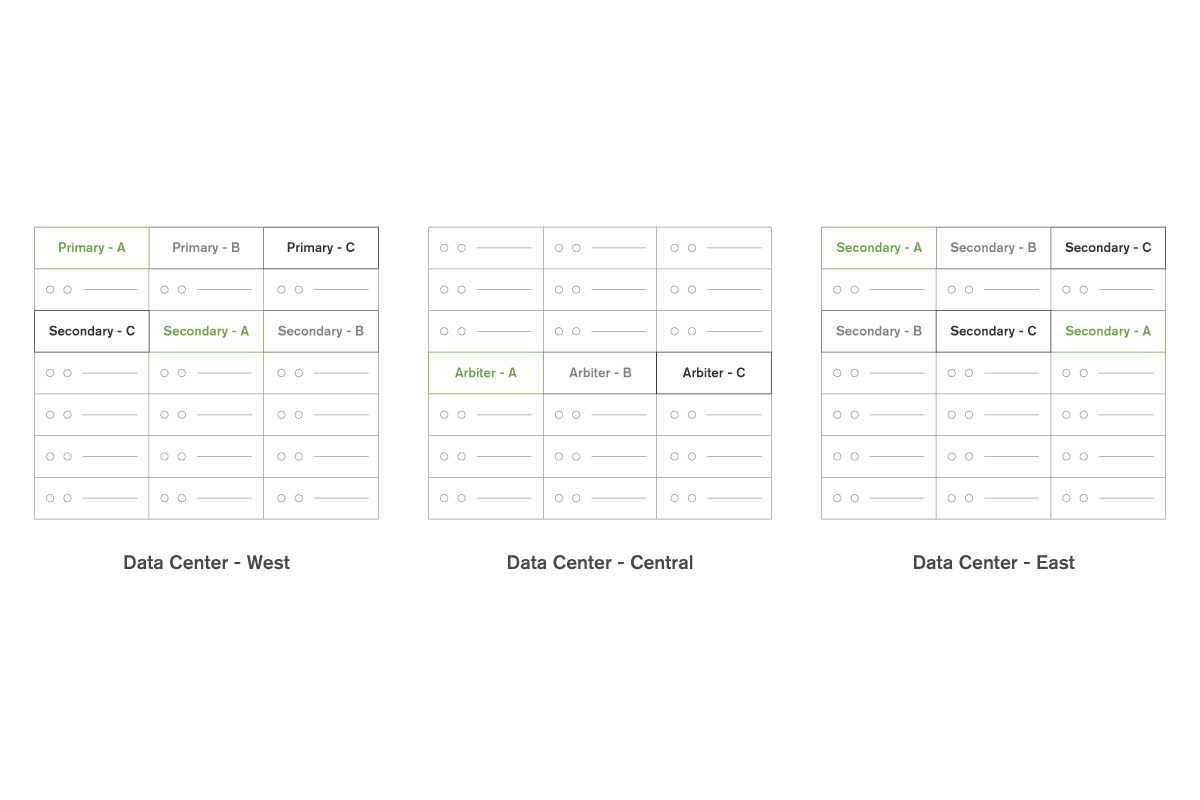 Primary - A
Primary - B
Primary - C
Secondary - C
Secondary - A
Secondary - B
Data Center - West
Arbiter - A
Arbiter - B
Arbiter - C
Data Center - Central
Secondary - A
Secondary - B
Secondary - C
Secondary - B
Secondary - C
Secondary - A
Data Center - East